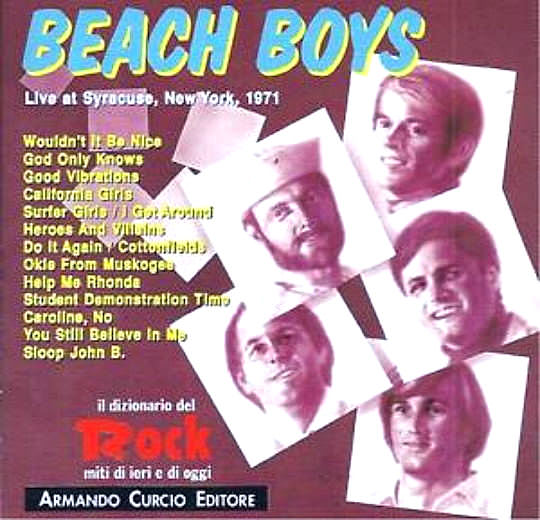 BEACH BOYS
Live at Syracuse, New York, 1971
Wouldn't It Be Nice
God Only Knows
Good Vibrations
California Girls
Surfer Girls / I Get Around
Heroes And Villains
Do It Again / Cottonfields
Okie From Muskogee
Help Me Rhonda
Student Demonstration Time
Caroline, No
You Still Believe In Me
Sloop John B.
il dizionario del
Rock
miti di ieri e di oggi
ARMANDO CURCIO EDITORE